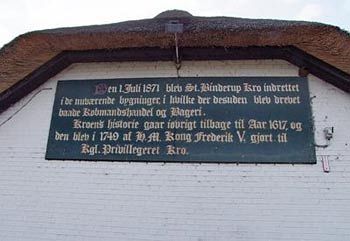 Den 1. Juli 1871 blev St. Binderup Kro indrettet
i de nuværende bygninger, i hvilke der desuden blev drevet
baade Købmandshandel og Bageri.
Kroens historie gaar iøvrigt tilbage til Aar 1617, og
den blev i 1749 af H.M. Kong Frederik V. gjort til
Kgl. Privillegeret Kro.